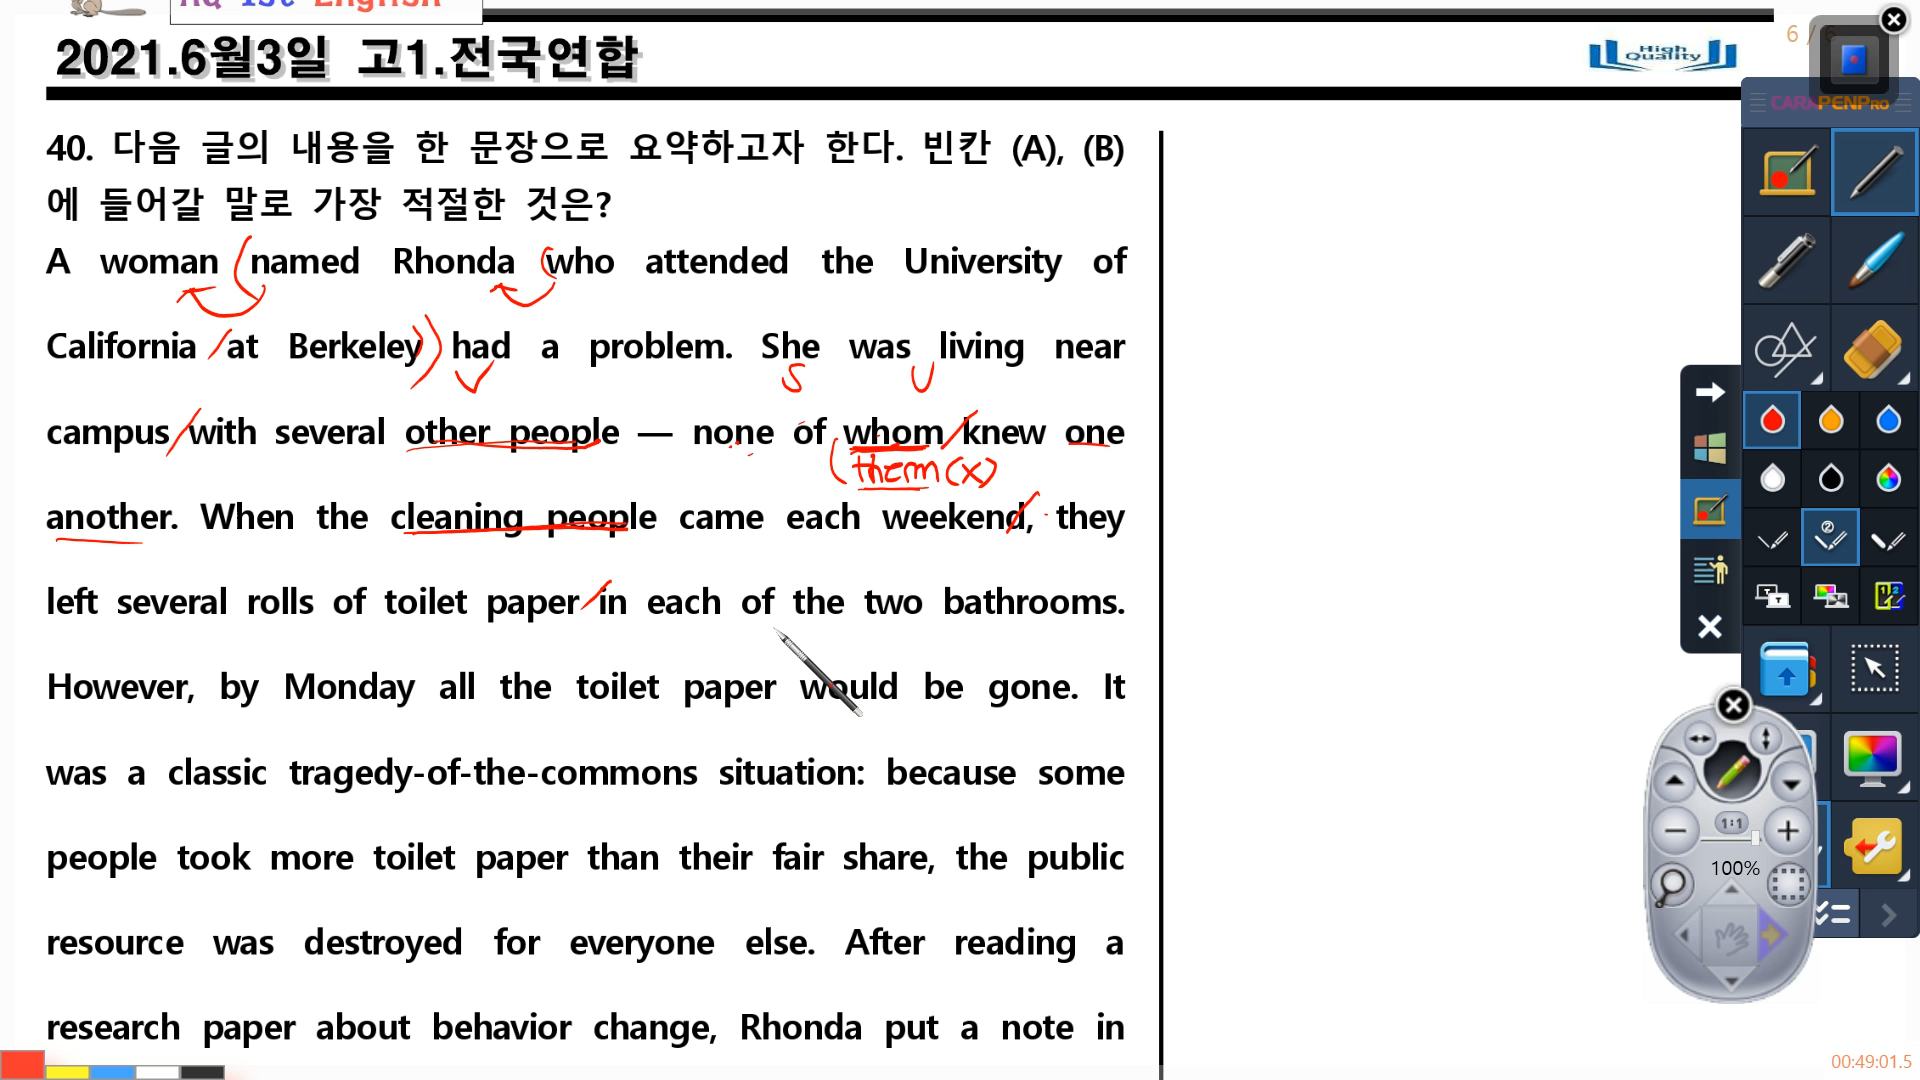 2021.6월3일 고1.전국연합
High
Quality
6 /
CARAPENPRO
40. 다음 글의 내용을 한 문장으로 요약하고자 한다. 빈칸 (A), (B)
에 들어갈 말로 가장 적절한 것은?
A woman named Rhonda who attended the University of
California at Berkeley had a problem. She was living near
S
V
campus with several other people — none of whom knew one
them (x)
another. When the cleaning people came each weekend, they
left several rolls of toilet paper in each of the two bathrooms.
However, by Monday all the toilet paper would be gone. It
was a classic tragedy-of-the-commons situation: because some
people took more toilet paper than their fair share, the public
resource was destroyed for everyone else. After reading a
research paper about behavior change, Rhonda put a note in
1:1
100%
00:49:01.5